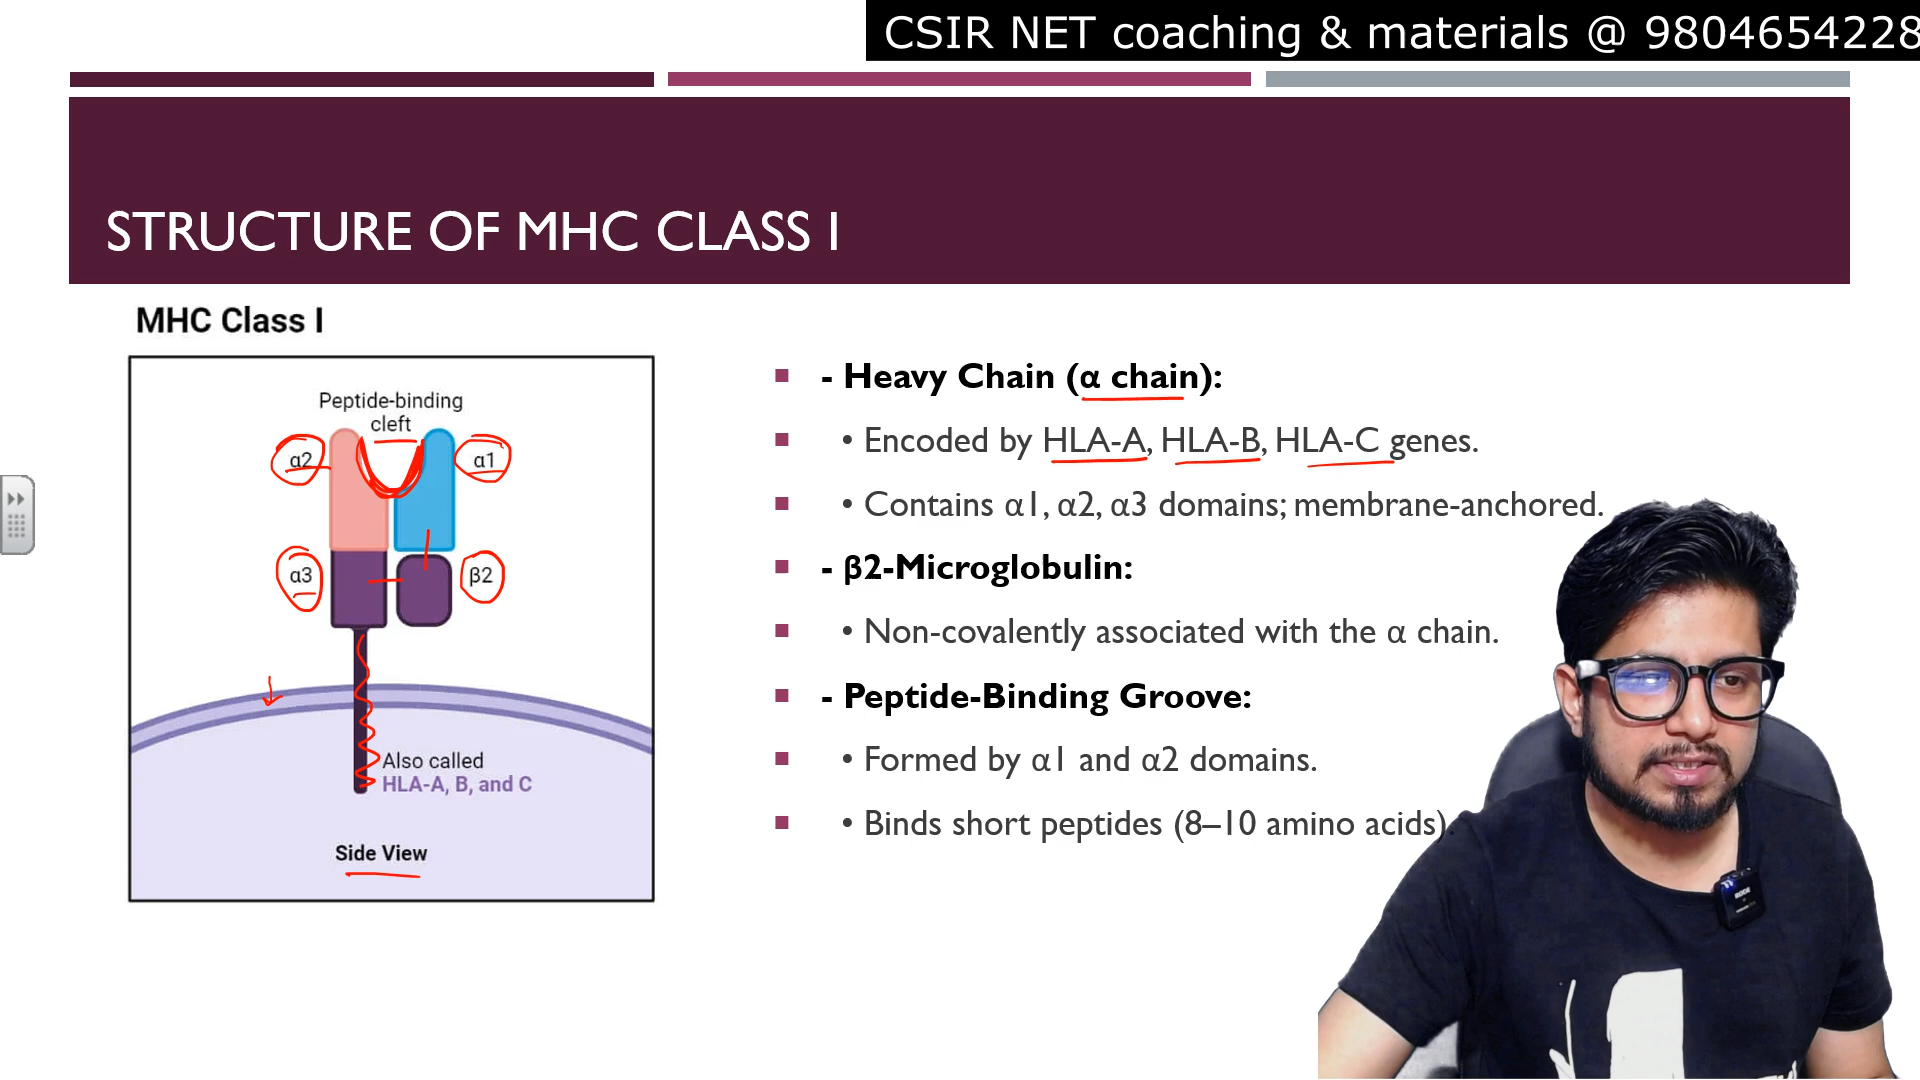 CSIR NET coaching & materials @ 9804654228
STRUCTURE OF MHC CLASS I
MHC Class I
Peptide-binding
cleft
α2
α1
α3
β2
Also called
HLA-A, B, and C
Side View
- Heavy Chain (α chain):
• Encoded by HLA-A, HLA-B, HLA-C genes.
• Contains α1, α2, α3 domains; membrane-anchored.
- β2-Microglobulin:
• Non-covalently associated with the α chain.
- Peptide-Binding Groove:
• Formed by α1 and α2 domains.
• Binds short peptides (8–10 amino acids).
RODE